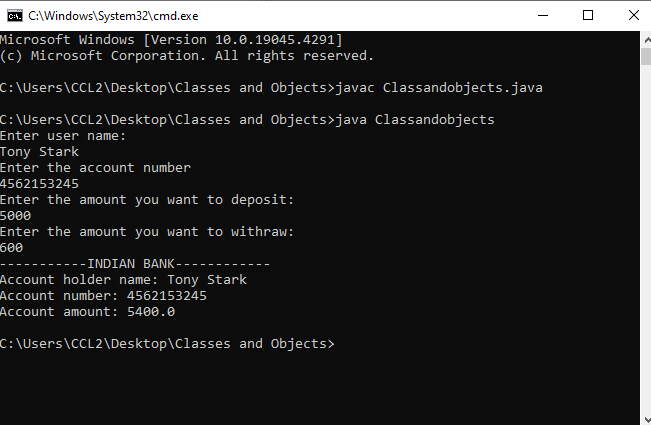 C:\Windows\System32\cmd.exe
Microsoft Windows [Version 10.0.19045.4291]
(c) Microsoft Corporation. All rights reserved.
C:\Users\CCL2\Desktop\Classes and Objects>javac Classandobjects.java
C:\Users\CCL2\Desktop\Classes and Objects>java Classandobjects
Enter user name:
Tony Stark
Enter the account number
4562153245
Enter the amount you want to deposit:
5000
Enter the amount you want to withraw:
600
-----------INDIAN BANK------------
Account holder name: Tony Stark
Account number: 4562153245
Account amount: 5400.0
C:\Users\CCL2\Desktop\Classes and Objects>